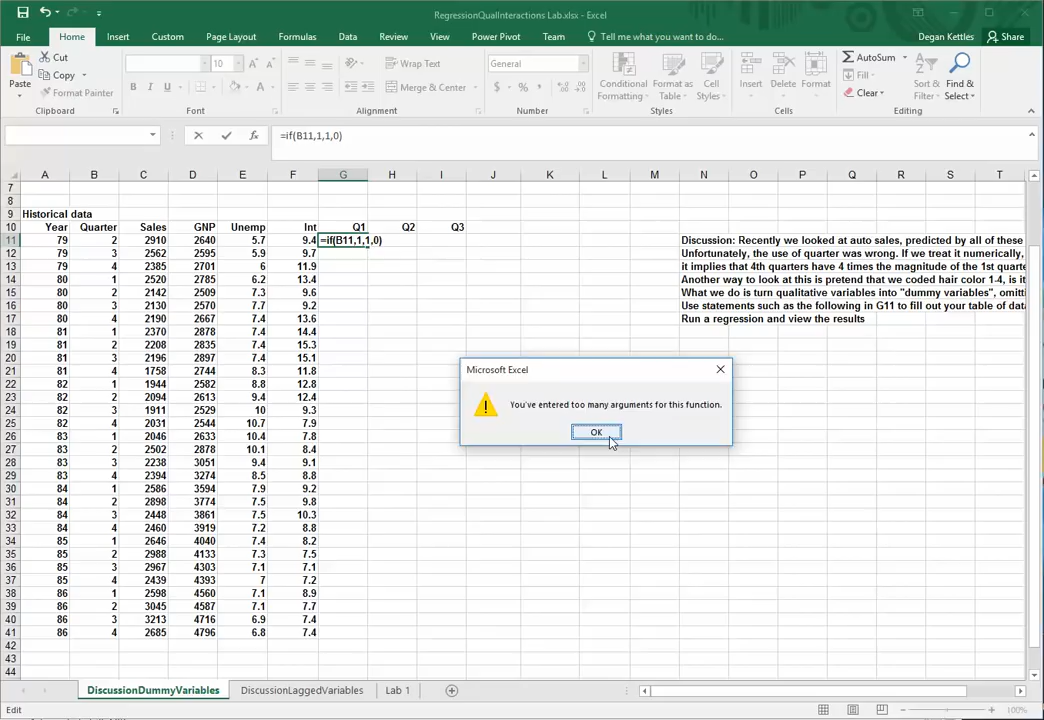 RegressionQualInteractions Lab.xlsx - Excel
File Home Insert Custom Page Layout Formulas Data Review View Power Pivot Team Tell me what you want to do... Degan Kettles Share
Cut
Copy
Format Painter
Paste
10
Wrap Text
Merge & Center
General
Conditional Formatting
Format as Table
Cell Styles
Insert Delete Format
AutoSum
Fill
Clear
Sort & Filter
Find & Select
Clipboard Font Alignment Number Styles Cells Editing
=if(B11,1,1,0)
A B C D E F G H I J K L M N O P Q R S T
7
8
9 Historical data
10 Year Quarter Sales GNP Unemp Int Q1 Q2 Q3
11 79 2 2910 2640 5.7 9.4 =if(B11,1,1,0) Discussion: Recently we looked at auto sales, predicted by all of these
12 79 3 2562 2595 5.9 9.7 Unfortunately, the use of quarter was wrong. If we treat it numerically,
13 79 4 2385 2701 6 11.9 it implies that 4th quarters have 4 times the magnitude of the 1st quarte
14 80 1 2520 2785 6.2 13.4 Another way to look at this is pretend that we coded hair color 1-4, is it
15 80 2 2142 2509 7.3 9.6 What we do is turn qualitative variables into "dummy variables", omitti
16 80 3 2130 2570 7.7 9.2 Use statements such as the following in G11 to fill out your table of dat
17 80 4 2190 2667 7.4 13.6 Run a regression and view the results
18 81 1 2370 2878 7.4 14.4
19 81 2 2208 2835 7.4 15.3
20 81 3 2196 2897 7.4 15.1
21 81 4 1758 2744 8.3 11.8
22 82 1 1944 2582 8.8 12.8
23 82 2 2094 2613 9.4 12.4
24 82 3 1911 2529 10 9.3
25 82 4 2031 2544 10.7 7.9
26 83 1 2046 2633 10.4 7.8
27 83 2 2502 2878 10.1 8.4
28 83 3 2238 3051 9.4 9.1
29 83 4 2394 3274 8.5 8.8
30 84 1 2586 3594 7.9 9.2
31 84 2 2898 3774 7.5 9.8
32 84 3 2448 3861 7.5 10.3
33 84 4 2460 3919 7.2 8.8
34 85 1 2646 4040 7.4 8.2
35 85 2 2988 4133 7.3 7.5
36 85 3 2967 4303 7.1 7.1
37 85 4 2439 4393 7 7.2
38 86 1 2598 4560 7.1 8.9
39 86 2 3045 4587 7.1 7.7
40 86 3 3213 4716 6.9 7.4
41 86 4 2685 4796 6.8 7.4
42
43
44
Microsoft Excel
You've entered too many arguments for this function.
OK
DiscussionDummyVariables DiscussionLaggedVariables Lab 1
Edit 100%